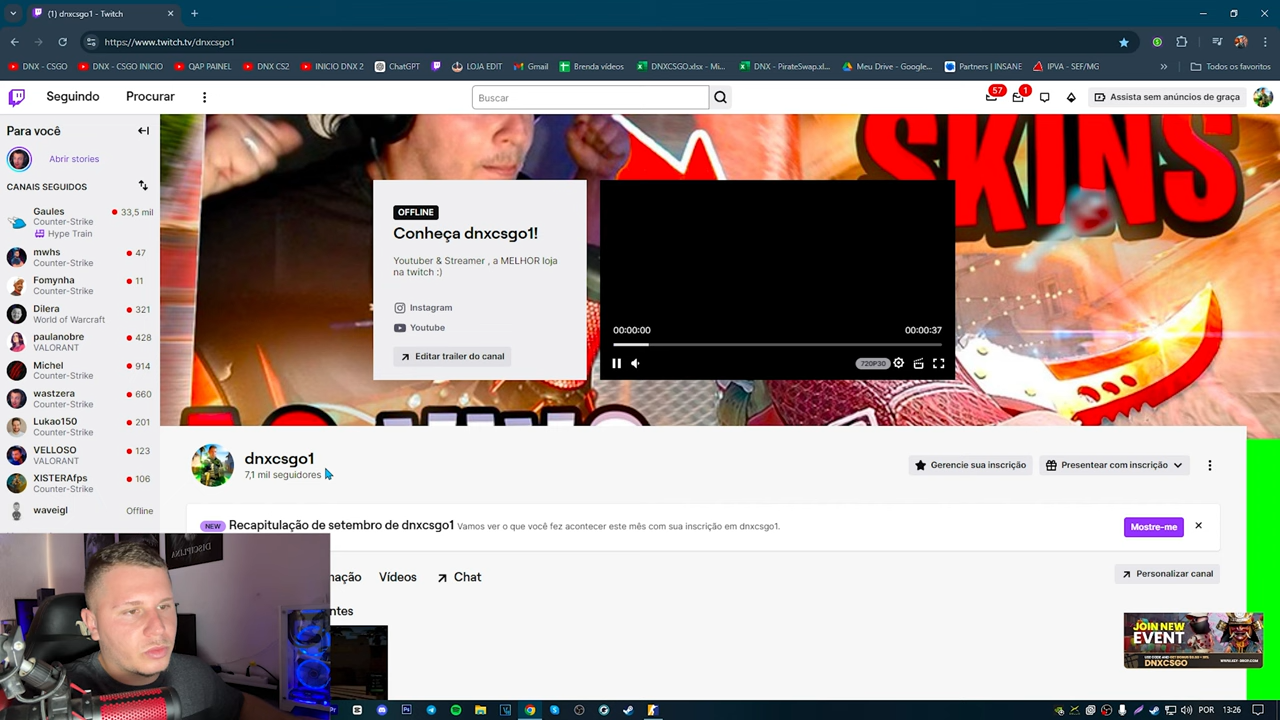 (1) dnxcsgo1 - Twitch
https://www.twitch.tv/dnxcsgo1
DNX - CSGO
DNX - CSGO INICIO
QAP PAINEL
DNX CS2
INICIO DNX 2
ChatGPT
LOJA EDIT
Gmail
Brenda vídeos
DNXCSGO.xlsx - Mi...
DNX - PirateSwap.xl...
Meu Drive - Google...
Partners | INSANE
IPVA - SEF/MG
Todos os favoritos
Seguindo
Procurar
Buscar
57
1
Assista sem anúncios de graça
Para você
Abrir stories
CANAIS SEGUIDOS
Gaules
33,5 mil
Counter-Strike
Hype Train
mwhs
47
Counter-Strike
Fomynha
11
Counter-Strike
Dilera
321
World of Warcraft
paulanobre
428
VALORANT
Michel
914
Counter-Strike
wastzera
660
Counter-Strike
Lukao150
201
Counter-Strike
VELLOSO
123
VALORANT
XISTERAfps
106
Counter-Strike
waveigl
Offline
SKINS
OFFLINE
Conheça dnxcsgo1!
Youtuber & Streamer , a MELHOR loja
na twitch :)
Instagram
Youtube
Editar trailer do canal
00:00:00
00:00:37
720P30
dnxcsgo1
7,1 mil seguidores
Gerencie sua inscrição
Presentear com inscrição
NEW
Recapitulação de setembro de dnxcsgo1
Vamos ver o que você fez acontecer este mês com sua inscrição em dnxcsgo1.
Mostre-me
mação
Vídeos
Chat
Personalizar canal
ntes
DISCIPLINA
JOIN NEW
EVENT
DNXCSGO
POR
13:26